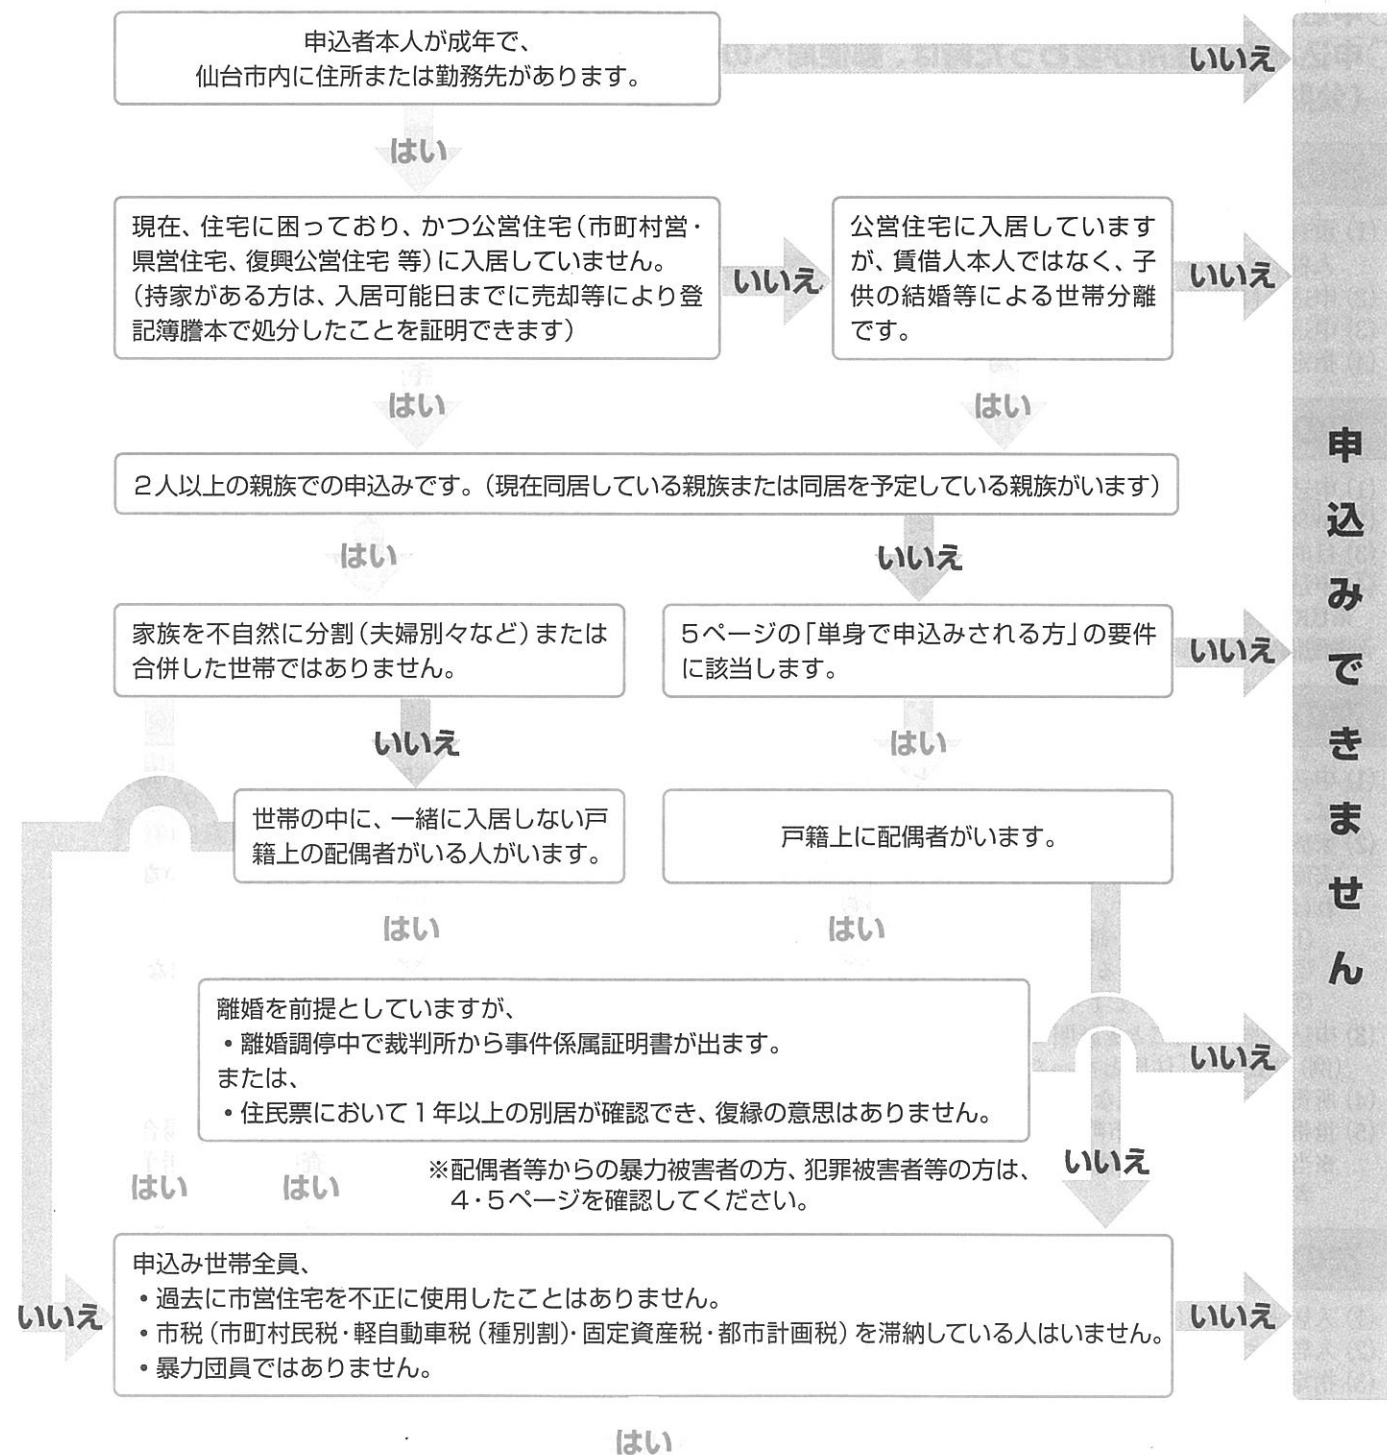 申込者本人が成年で、
仙台市内に住所または勤務先があります。
いいえ
はい
現在、住宅に困っており、かつ公営住宅（市町村営・
県営住宅、復興公営住宅 等）に入居していません。
（持家がある方は、入居可能日までに売却等により登
記簿謄本で処分したことを証明できます）
いいえ
公営住宅に入居しています
が、賃借人本人ではなく、子
供の結婚等による世帯分離
です。
いいえ
はい
はい
2人以上の親族での申込みです。（現在同居している親族または同居を予定している親族がいます）
はい
いいえ
家族を不自然に分割（夫婦別々など）または
合併した世帯ではありません。
5ページの「単身で申込みされる方」の要件
に該当します。
いいえ
いいえ
はい
世帯の中に、一緒に入居しない戸
籍上の配偶者がいる人がいます。
戸籍上に配偶者がいます。
はい
はい
離婚を前提としていますが、
・離婚調停中で裁判所から事件係属証明書が出ます。
または、
・住民票において1年以上の別居が確認でき、復縁の意思はありません。
いいえ
※配偶者等からの暴力被害者の方、犯罪被害者等の方は、
4・5ページを確認してください。
いいえ
はい
はい
申込み世帯全員、
・過去に市営住宅を不正に使用したことはありません。
・市税（市町村民税・軽自動車税（種別割）・固定資産税・都市計画税）を滞納している人はいません。
・暴力団員ではありません。
いいえ
いいえ
はい
申込みできません